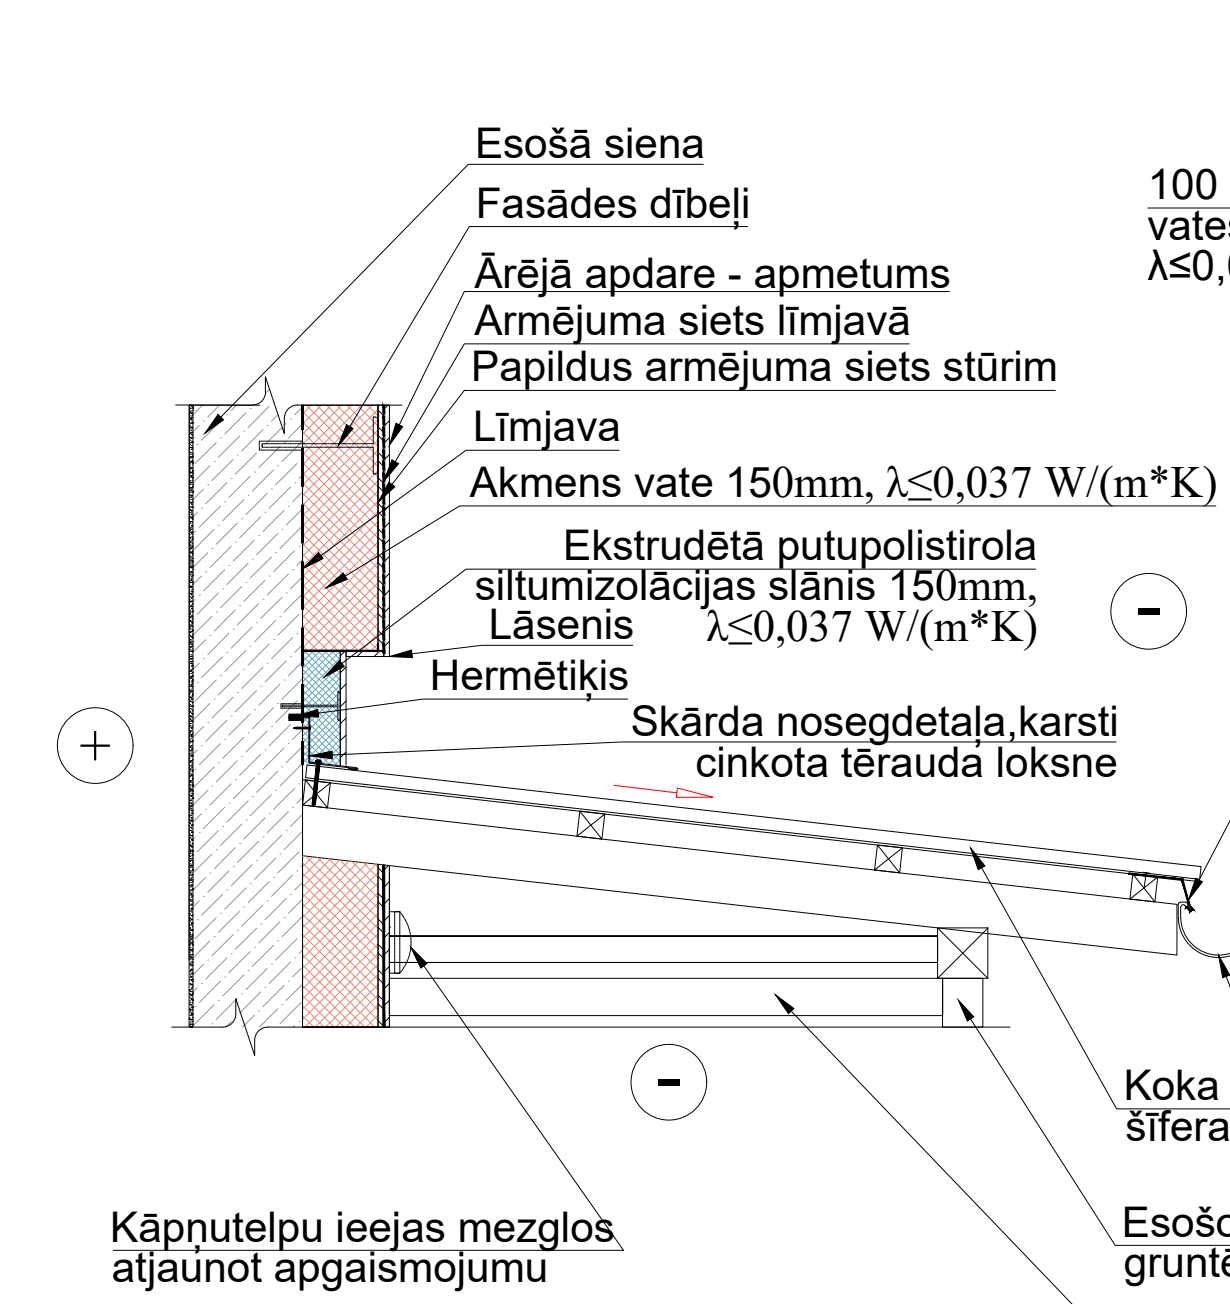 Esošā siena
Fasādes dībeļi
Ārējā apdare - apmetums
Armējuma siets līmjavā
Papildus armējuma siets stūrim
Līmjava
Akmens vate 150mm, λ≤0,037 W/(m*K)
Ekstrudētā putupolistirola
siltumizolācijas slānis 150mm,
λ≤0,037 W/(m*K)
Lāsenis
Hermētiķis
Skārda nosegdetaļa,karsti
cinkota tērauda loksne
100
λ≤0,
+
-
-
Koka
šīfera
Kāpņutelpu ieejas mezglos
atjaunot apgaismojumu